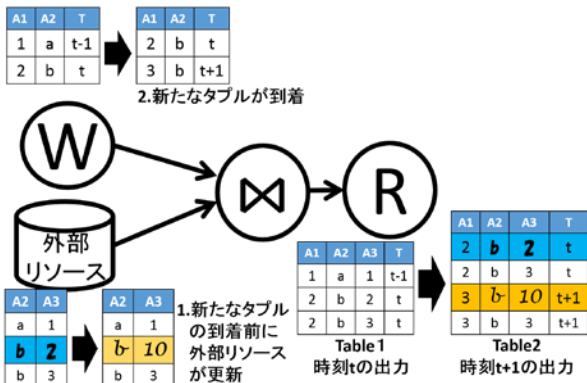 A1 A2 T
1 a t-1
2 b t
A1 A2 T
2 b t
3 b t+1
2.新たなタプルが到着
W
⋈
R
外部
リソース
A2 A3
a 1
b 2
b 3
A2 A3
a 1
b 10
b 3
1.新たなタプル
の到着前に
外部リソース
が更新
A1 A2 A3 T
1 a 1 t-1
2 b 2 t
2 b 3 t
Table1
時刻tの出力
A1 A2 A3 T
2 b 2 t
2 b 3 t
3 b 10 t+1
3 b 3 t+1
Table2
時刻t+1の出力